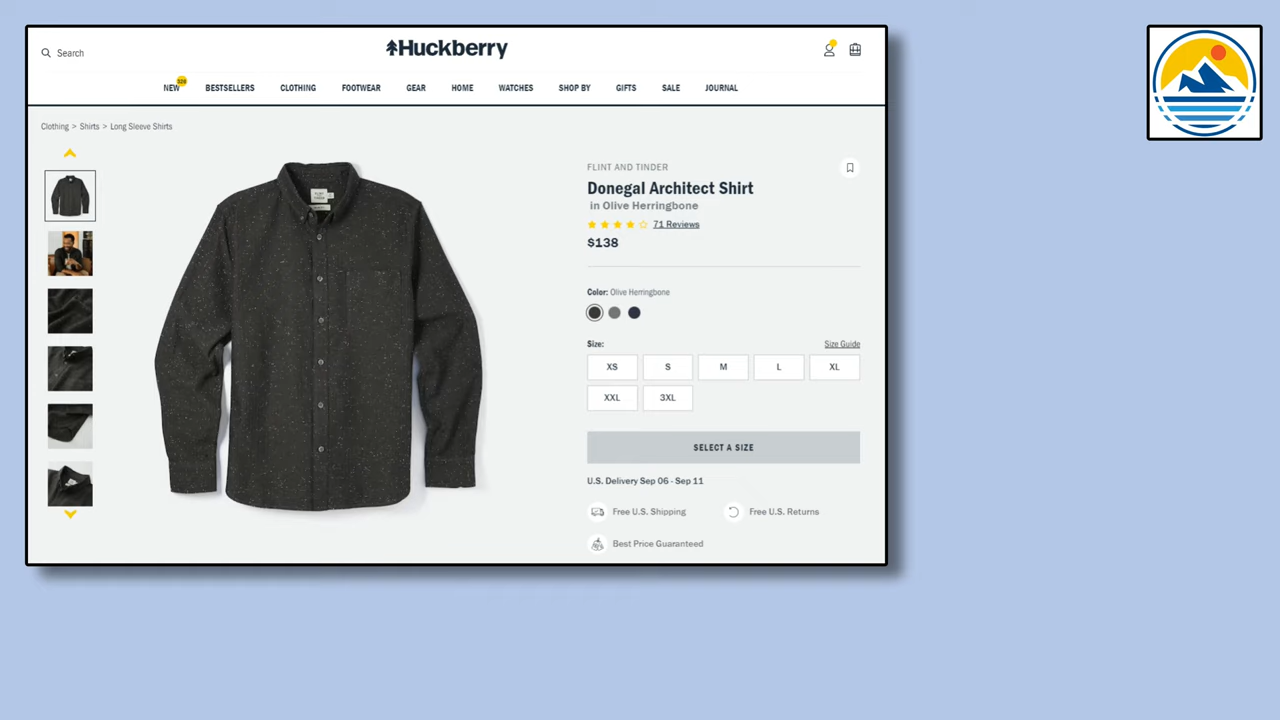 Search
Huckberry
NEW
328
BESTSELLERS
CLOTHING
FOOTWEAR
GEAR
HOME
WATCHES
SHOP BY
GIFTS
SALE
JOURNAL
Clothing > Shirts > Long Sleeve Shirts
FLINT AND TINDER
Donegal Architect Shirt
in Olive Herringbone
71 Reviews
$138
Color: Olive Herringbone
Size:
Size Guide
XS
S
M
L
XL
XXL
3XL
SELECT A SIZE
U.S. Delivery Sep 06 - Sep 11
Free U.S. Shipping
Free U.S. Returns
Best Price Guaranteed